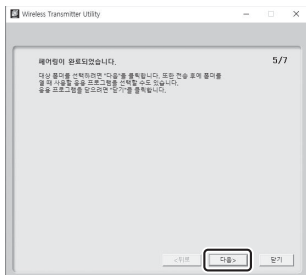 Wireless Transmitter Utility
페어링이 완료되었습니다.
5/7
대상 폴더를 선택하려면 "다음"을 클릭합니다. 또한 전송 후에 폴더를
열 때 사용할 응용 프로그램을 선택할 수도 있습니다.
응용 프로그램을 닫으려면 "닫기"를 클릭합니다.
<뒤로
다음>
닫기